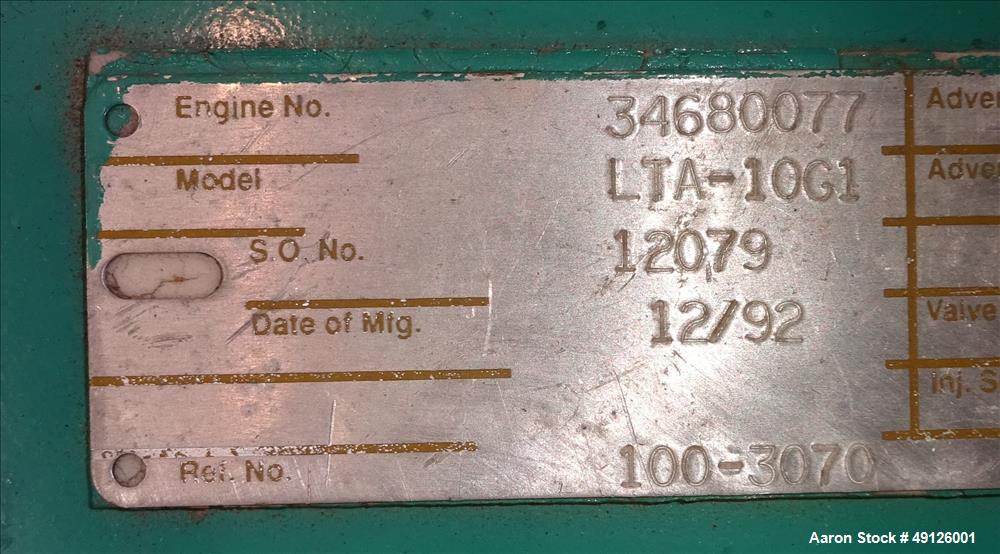 Engine No. 34680077 Adve
Model LTA-10G1 Adve
S.O. No. 12079
Date of Mfg. 12/92 Valve
Inj. S
Ref. No. 100-3070
Aaron Stock # 49126001